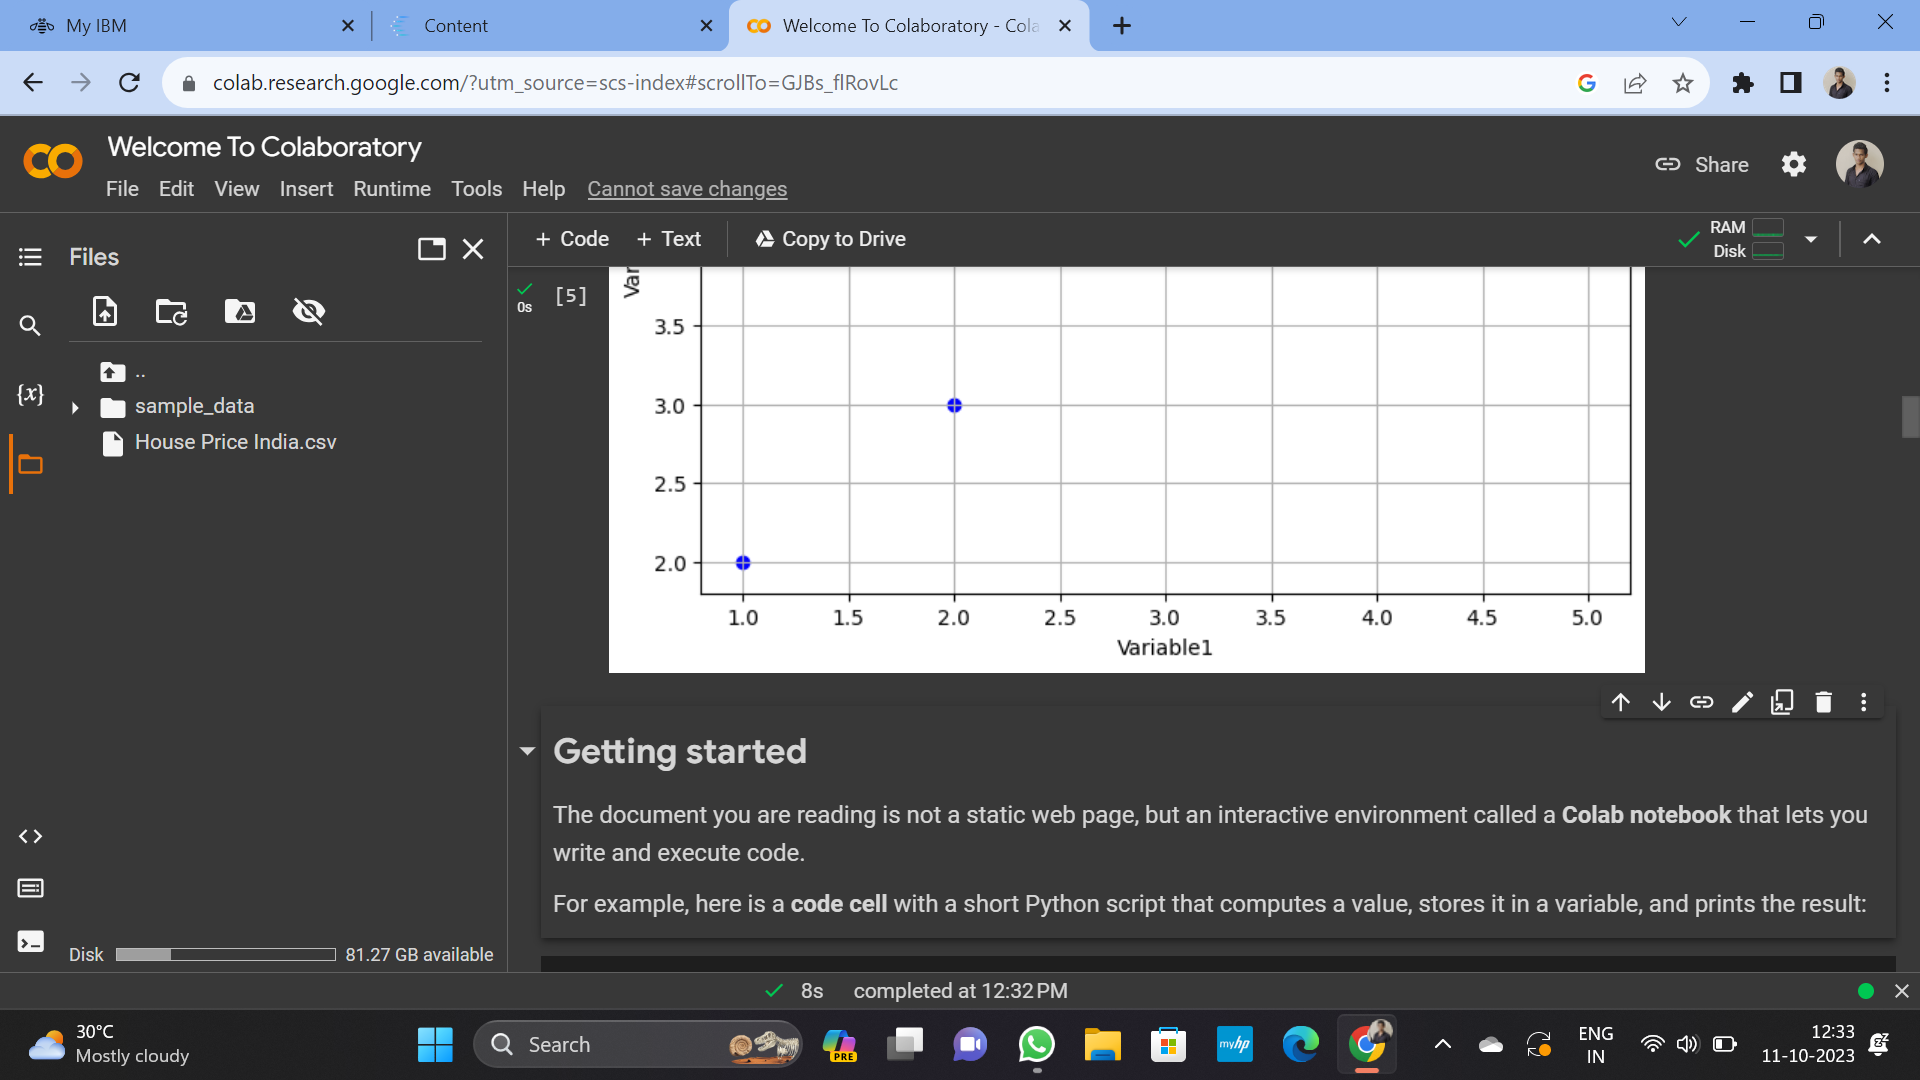 My IBM
Content
Welcome To Colaboratory - Cola
colab.research.google.com/?utm_source=scs-index#scrollTo=GJBs_flRovLc
Welcome To Colaboratory
File Edit View Insert Runtime Tools Help Cannot save changes
Share
Files
+ Code + Text Copy to Drive
RAM
Disk
{x}
..
sample_data
House Price India.csv
0s
[5]
Var
3.5
3.0
2.5
2.0
1.0 1.5 2.0 2.5 3.0 3.5 4.0 4.5 5.0
Variable1
Getting started
The document you are reading is not a static web page, but an interactive environment called a Colab notebook that lets you
write and execute code.
For example, here is a code cell with a short Python script that computes a value, stores it in a variable, and prints the result:
Disk 81.27 GB available
8s completed at 12:32 PM
30°C
Mostly cloudy
Search
PRE
myhp
ENG
IN
12:33
11-10-2023